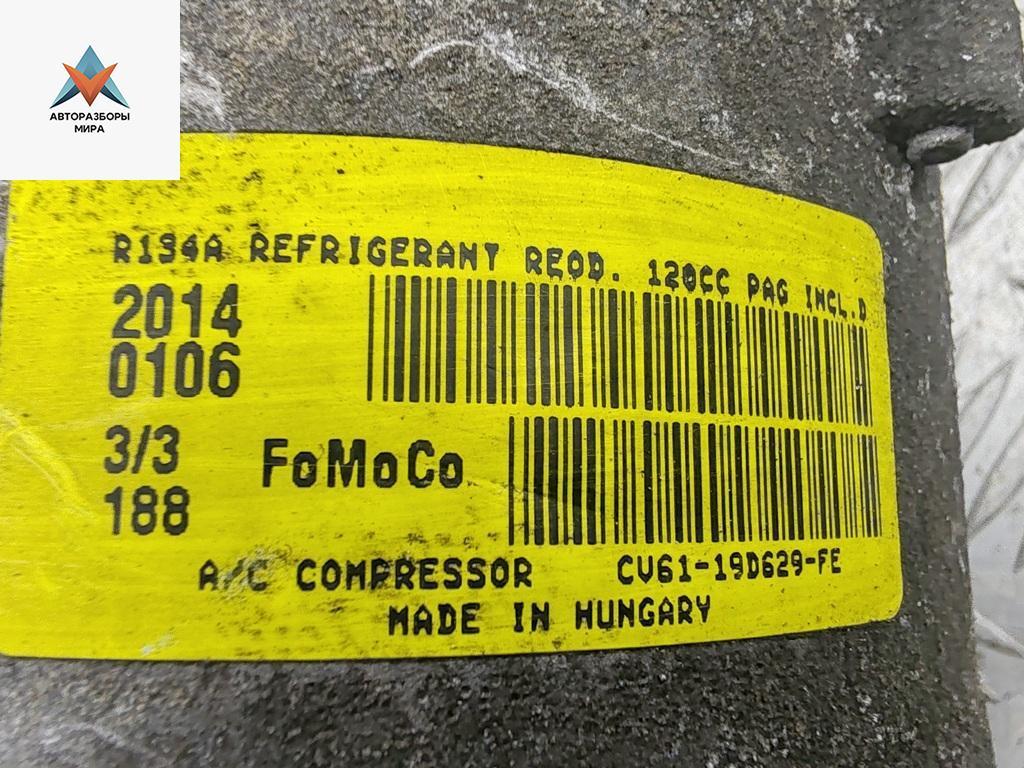 АВТОРАЗБОРЫ
МИРА
R134A REFRIGERANT REQD. 120CC PAG INCL.D
2014
0106
3/3
188
FoMoCo
A/C COMPRESSOR CV61-19D629-FE
MADE IN HUNGARY